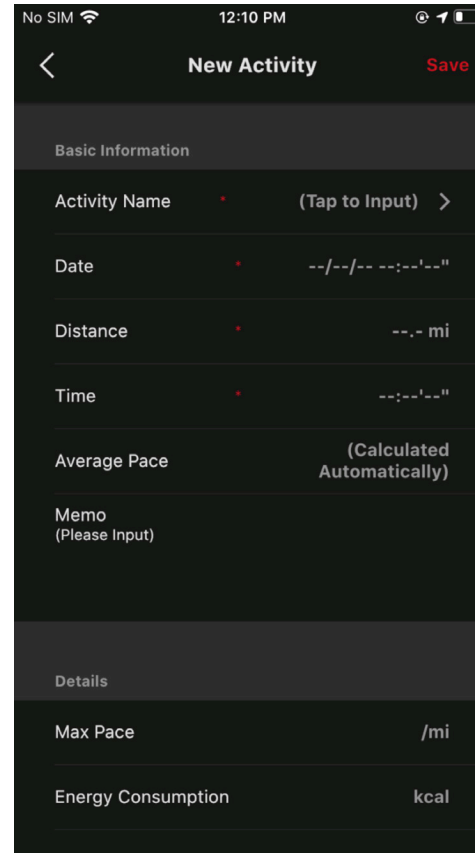 No SIM 12:10 PM
New Activity Save
Basic Information
Activity Name * (Tap to Input)
Date * --/--/-- --:--'--"
Distance * --.- mi
Time * --:--'--"
Average Pace (Calculated
Automatically)
Memo
(Please Input)
Details
Max Pace /mi
Energy Consumption kcal